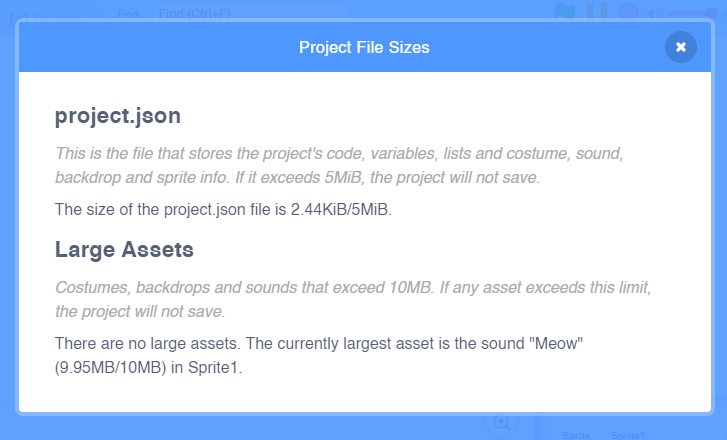 Find Find (Ctrl+F)
Project File Sizes
project.json
This is the file that stores the project's code, variables, lists and costume, sound,
backdrop and sprite info. If it exceeds 5MiB, the project will not save.
The size of the project.json file is 2.44KiB/5MiB.
Large Assets
Costumes, backdrops and sounds that exceed 10MB. If any asset exceeds this limit,
the project will not save.
There are no large assets. The currently largest asset is the sound "Meow"
(9.95MB/10MB) in Sprite1.
Sprite Sprite1